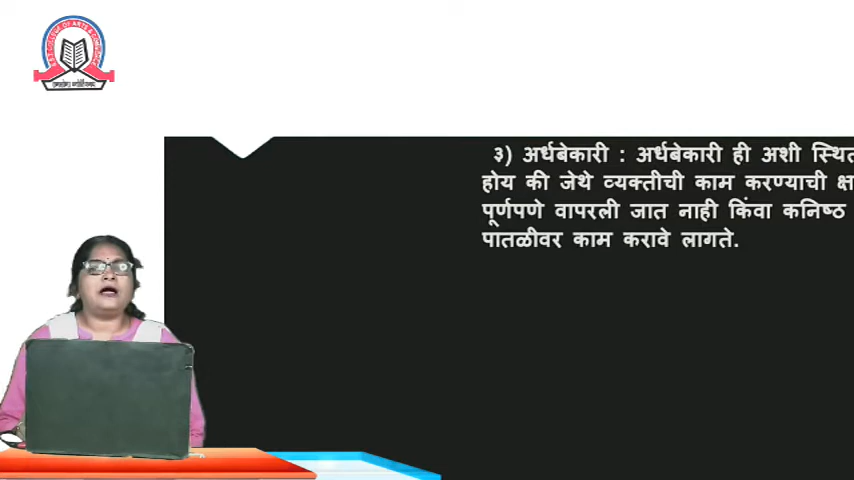 ३) अर्धबेकारी : अर्धबेकारी ही अशी
होय की जेथे व्यक्तीची काम करण्याची
पूर्णपणे वापरली जात नाही किंवा कनिष्ठ
पातळीवर काम करावे लागते.